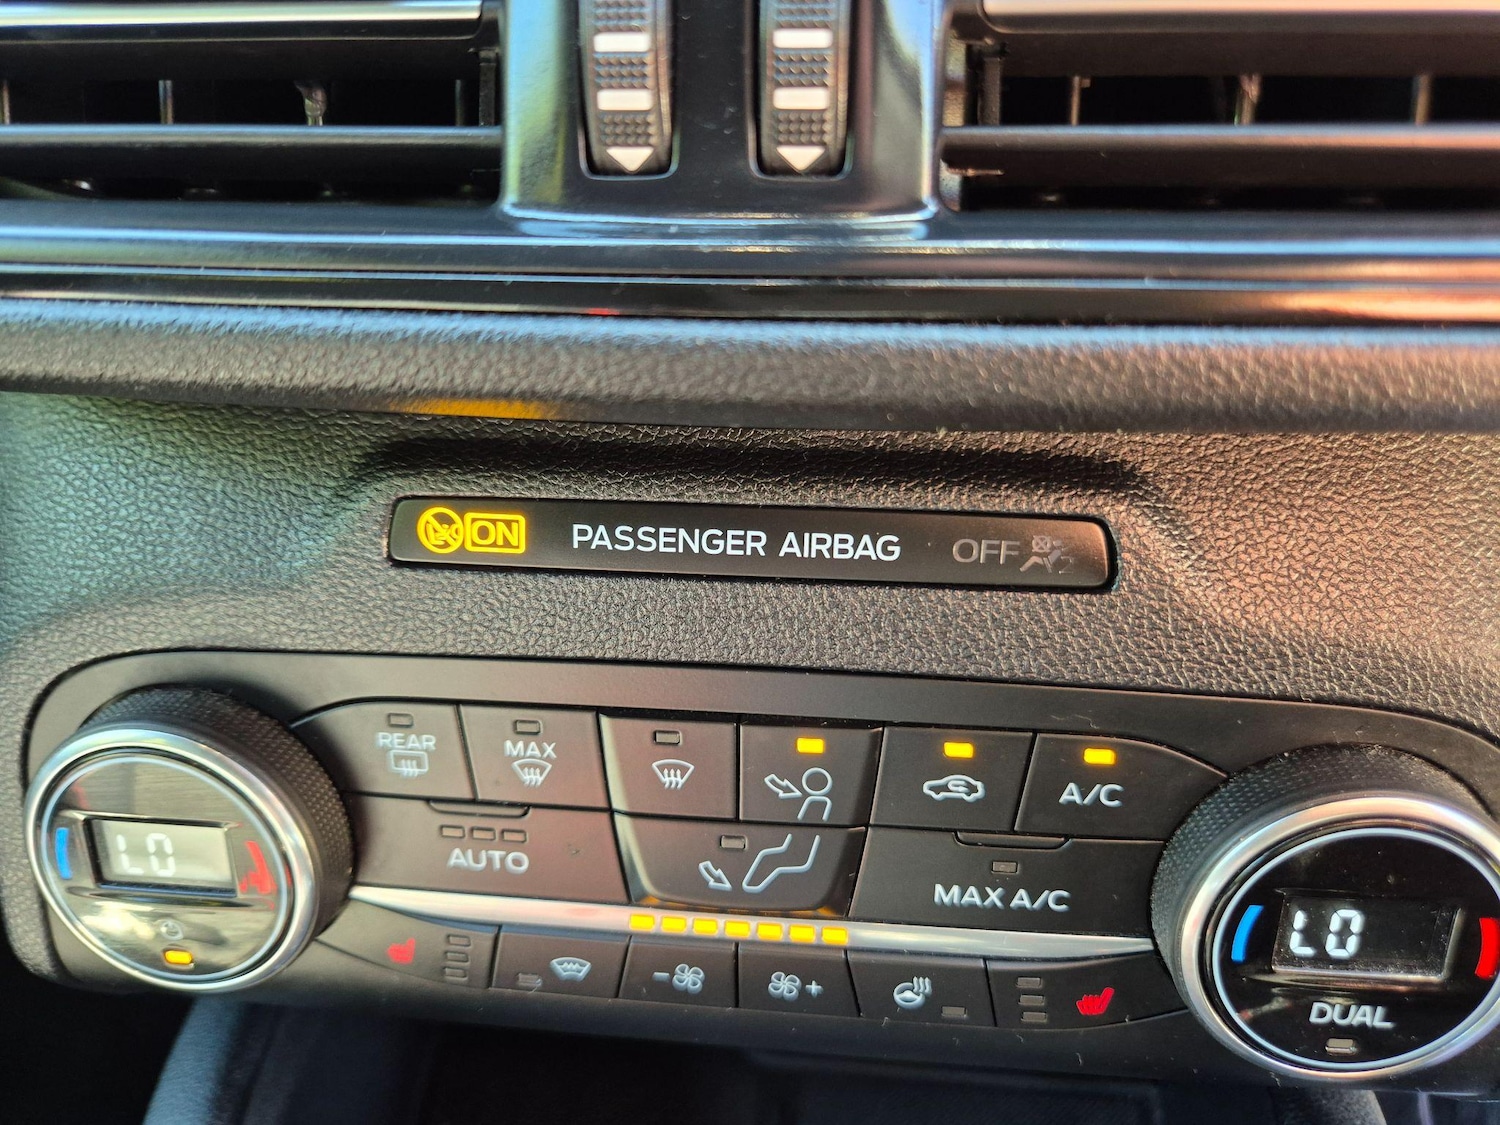 ON PASSENGER AIRBAG OFF
REAR
MAX
A/C
AUTO
MAX A/C
LO
LO
DUAL